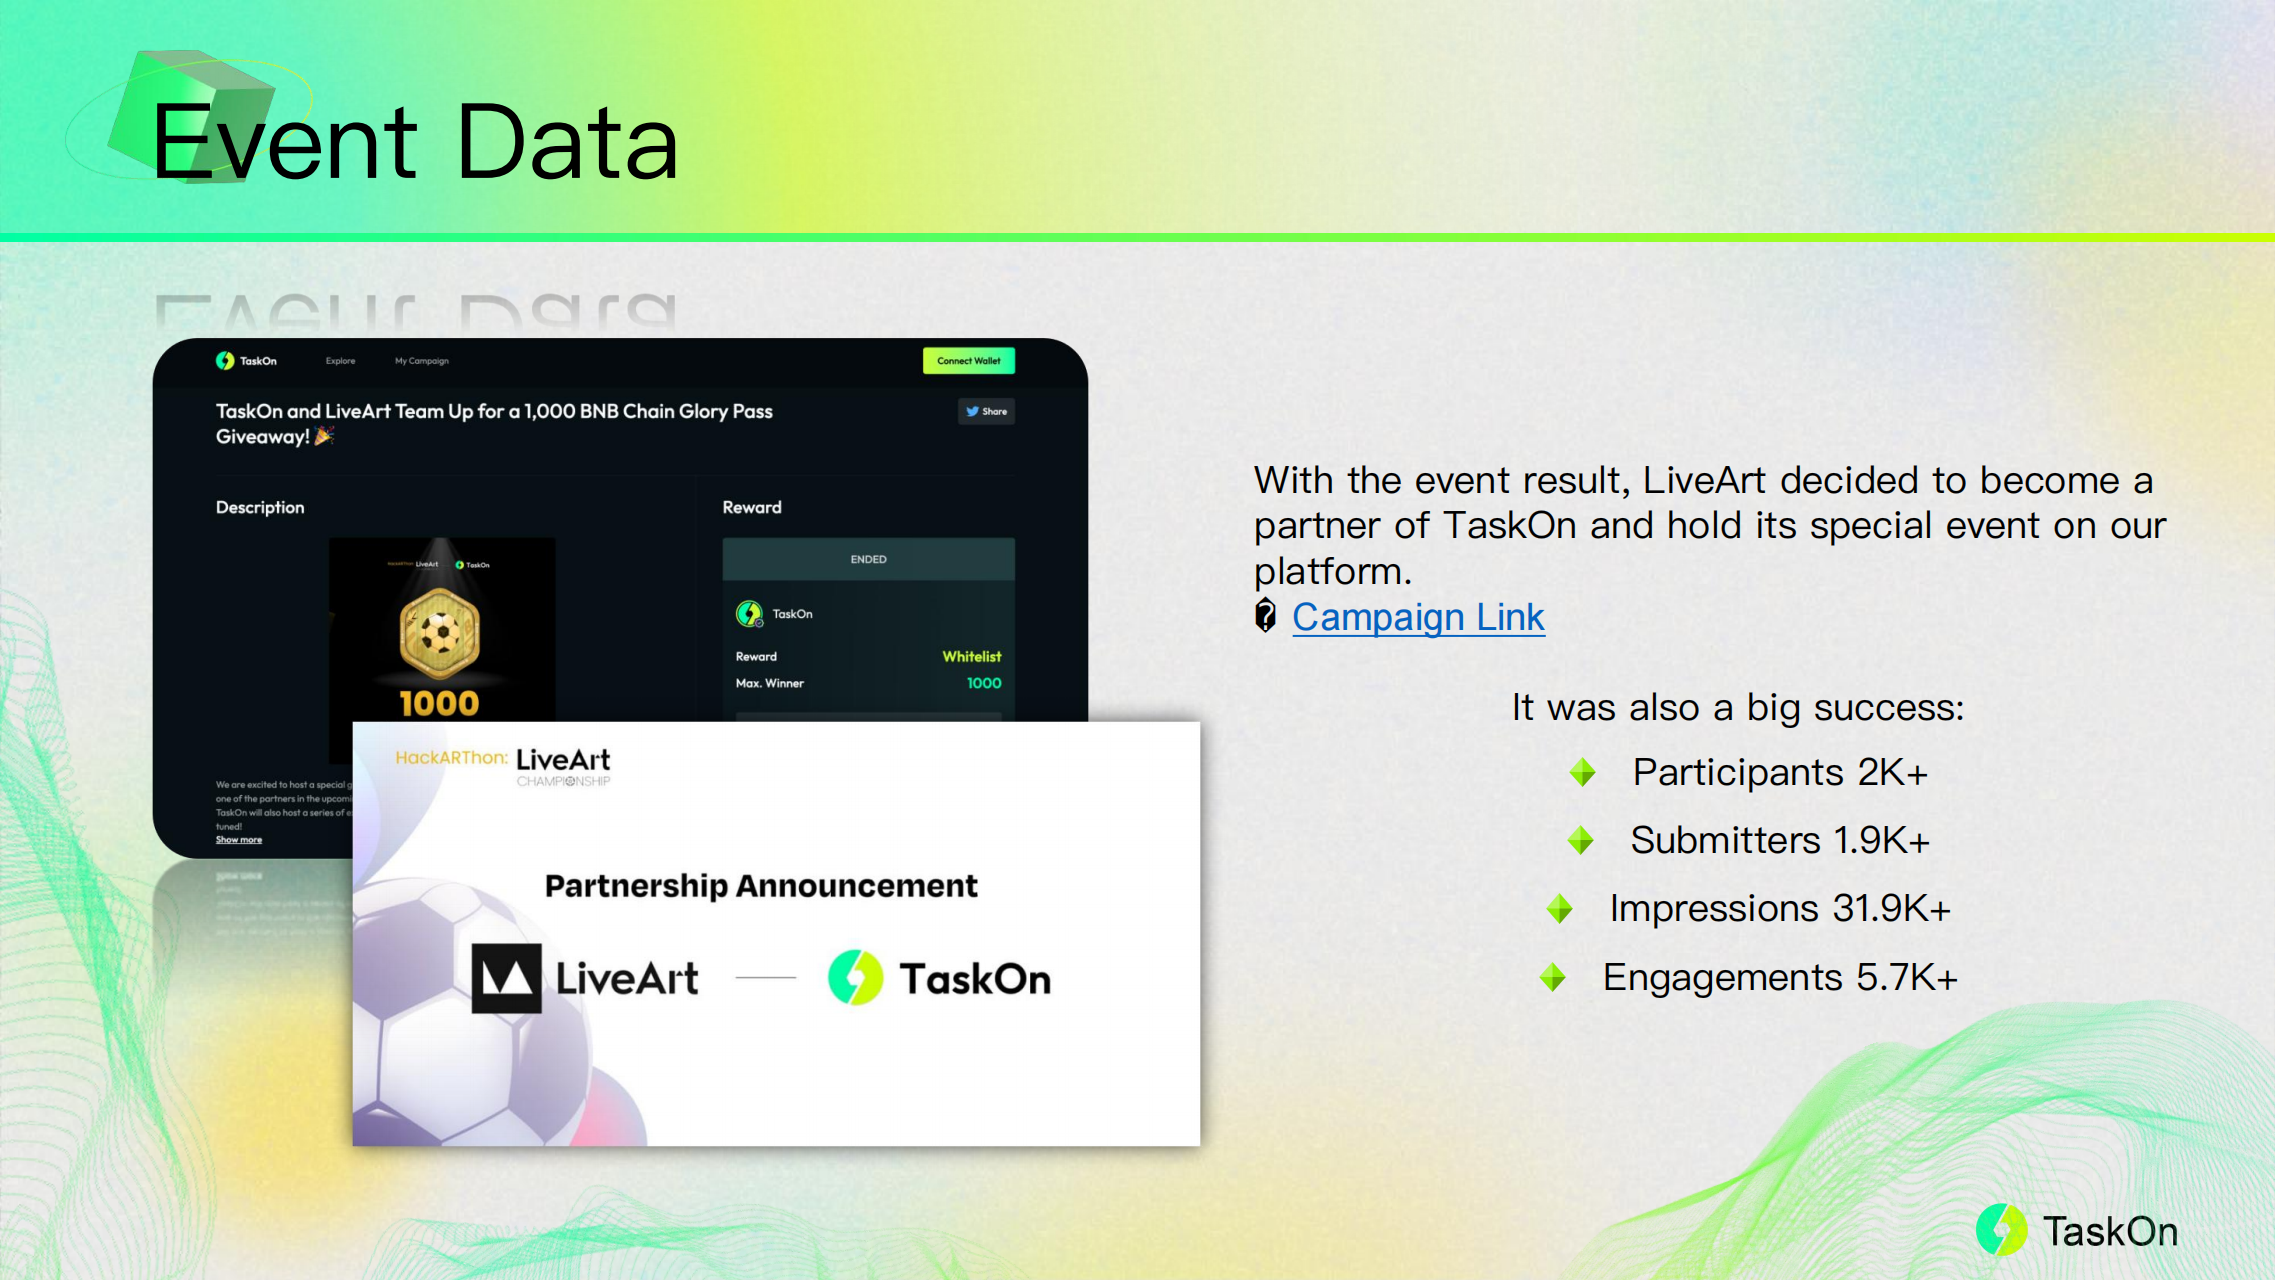 Event Data
TaskOn
Explore
My Campaign
Connect Wallet
TaskOn and LiveArt Team Up for a 1,000 BNB Chain Glory Pass
Giveaway! 🎉
Share
Description
Reward
LiveArt
TaskOn
1000
ENDED
TaskOn
Reward Whitelist
Max. Winner 1000
We are excited to host a special g
one of the partners in the upcomi
TaskOn will also host a series of e
tuned!
Show more
HackARThon: LiveArt
CHAMPIONSHIP
Partnership Announcement
LiveArt
TaskOn
With the event result, LiveArt decided to become a
partner of TaskOn and hold its special event on our
platform.
� Campaign Link
It was also a big success:
Participants 2K+
Submitters 1.9K+
Impressions 31.9K+
Engagements 5.7K+
TaskOn